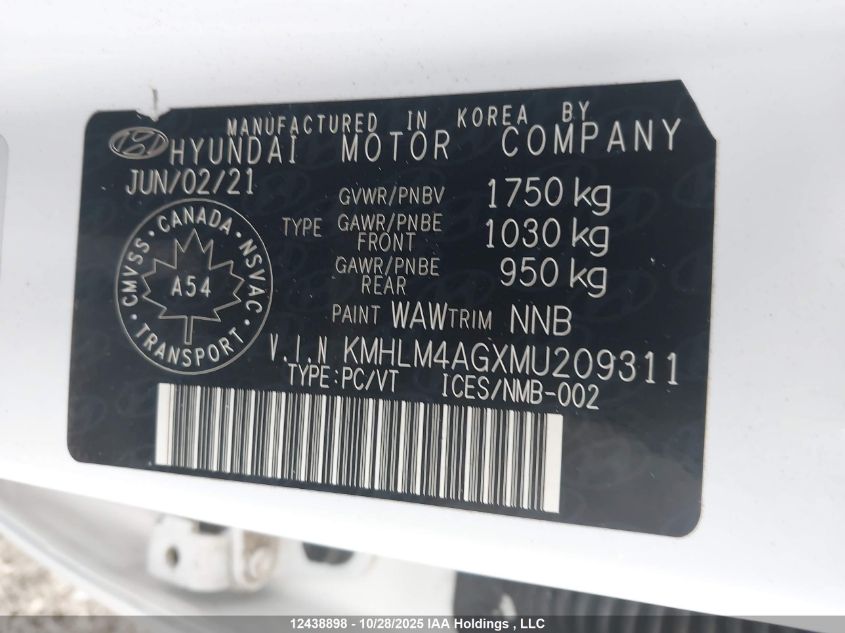 MANUFACTURED IN KOREA BY
HYUNDAI MOTOR COMPANY
JUN/02/21
GVWR/PNBV 1750 kg
TYPE GAWR/PNBE FRONT 1030 kg
GAWR/PNBE REAR 950 kg
CMVSS • CANADA • NSVAC • TRANSPORT •
A54
PAINT WAW TRIM NNB
V.I.N KMHLM4AGXMU209311
TYPE:PC/VT ICES/NMB-002
12438898 - 10/28/2025 IAA Holdings , LLC